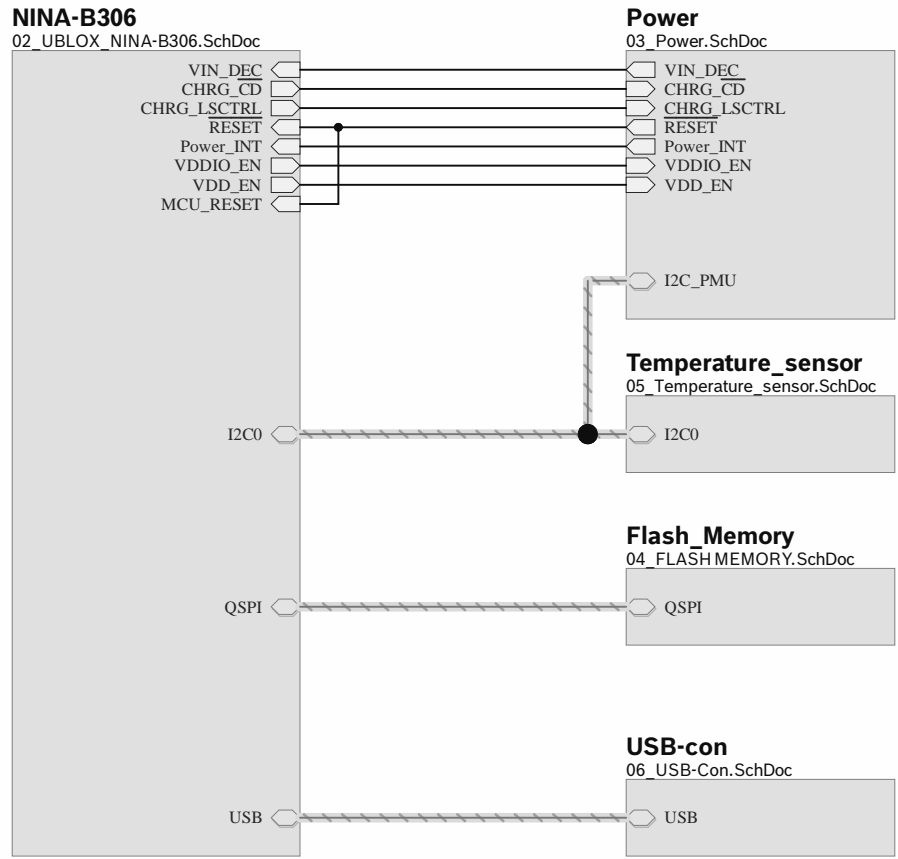 NINA-B306
02_UBLOX_NINA-B306.SchDoc
VIN_DEC
CHRG_CD
CHRG_LSCTRL
RESET
Power_INT
VDDIO_EN
VDD_EN
MCU_RESET
I2C0
QSPI
USB
Power
03_Power.SchDoc
VIN_DEC
CHRG_CD
CHRG_LSCTRL
RESET
Power_INT
VDDIO_EN
VDD_EN
I2C_PMU
Temperature_sensor
05_Temperature_sensor.SchDoc
I2C0
Flash_Memory
04_FLASH MEMORY.SchDoc
QSPI
USB-con
06_USB-Con.SchDoc
USB